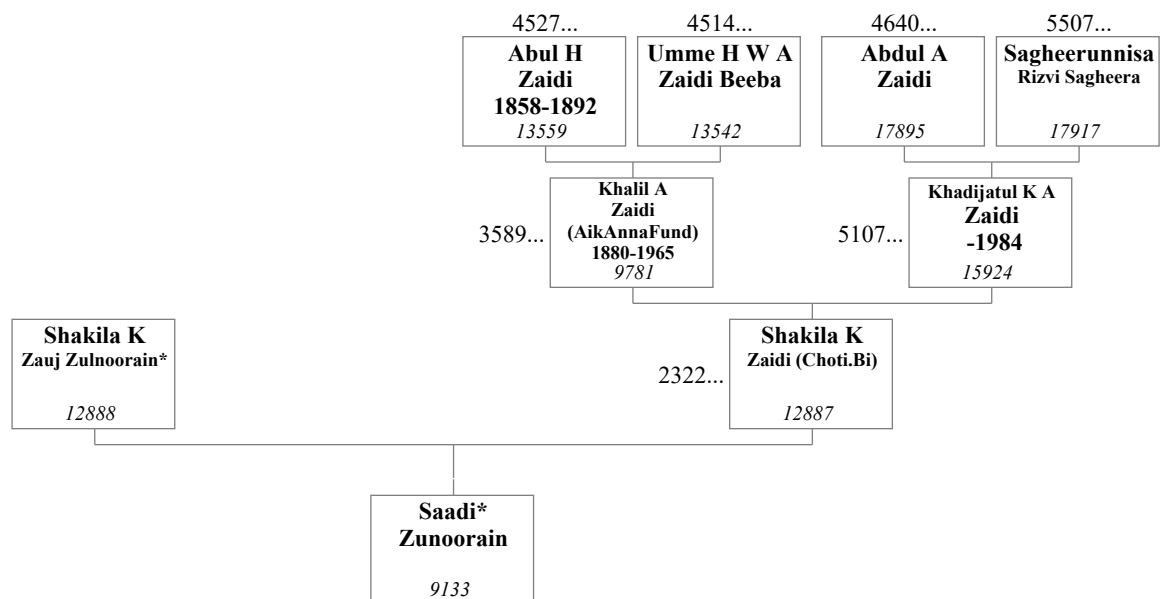 4527...
4514...
4640...
5507...
Abul H
Zaidi
1858-1892
13559
Umme H W A
Zaidi Beeba
13542
Abdul A
Zaidi
17895
Sagheerunnisa
Rizvi Sagheera
17917
3589...
Khalil A
Zaidi
(AikAnnaFund)
1880-1965
9781
5107...
Khadijatul K A
Zaidi
-1984
15924
Shakila K
Zauj Zulnoorain*
12888
2322...
Shakila K
Zaidi (Choti.Bi)
12887
Saadi*
Zunoorain
9133